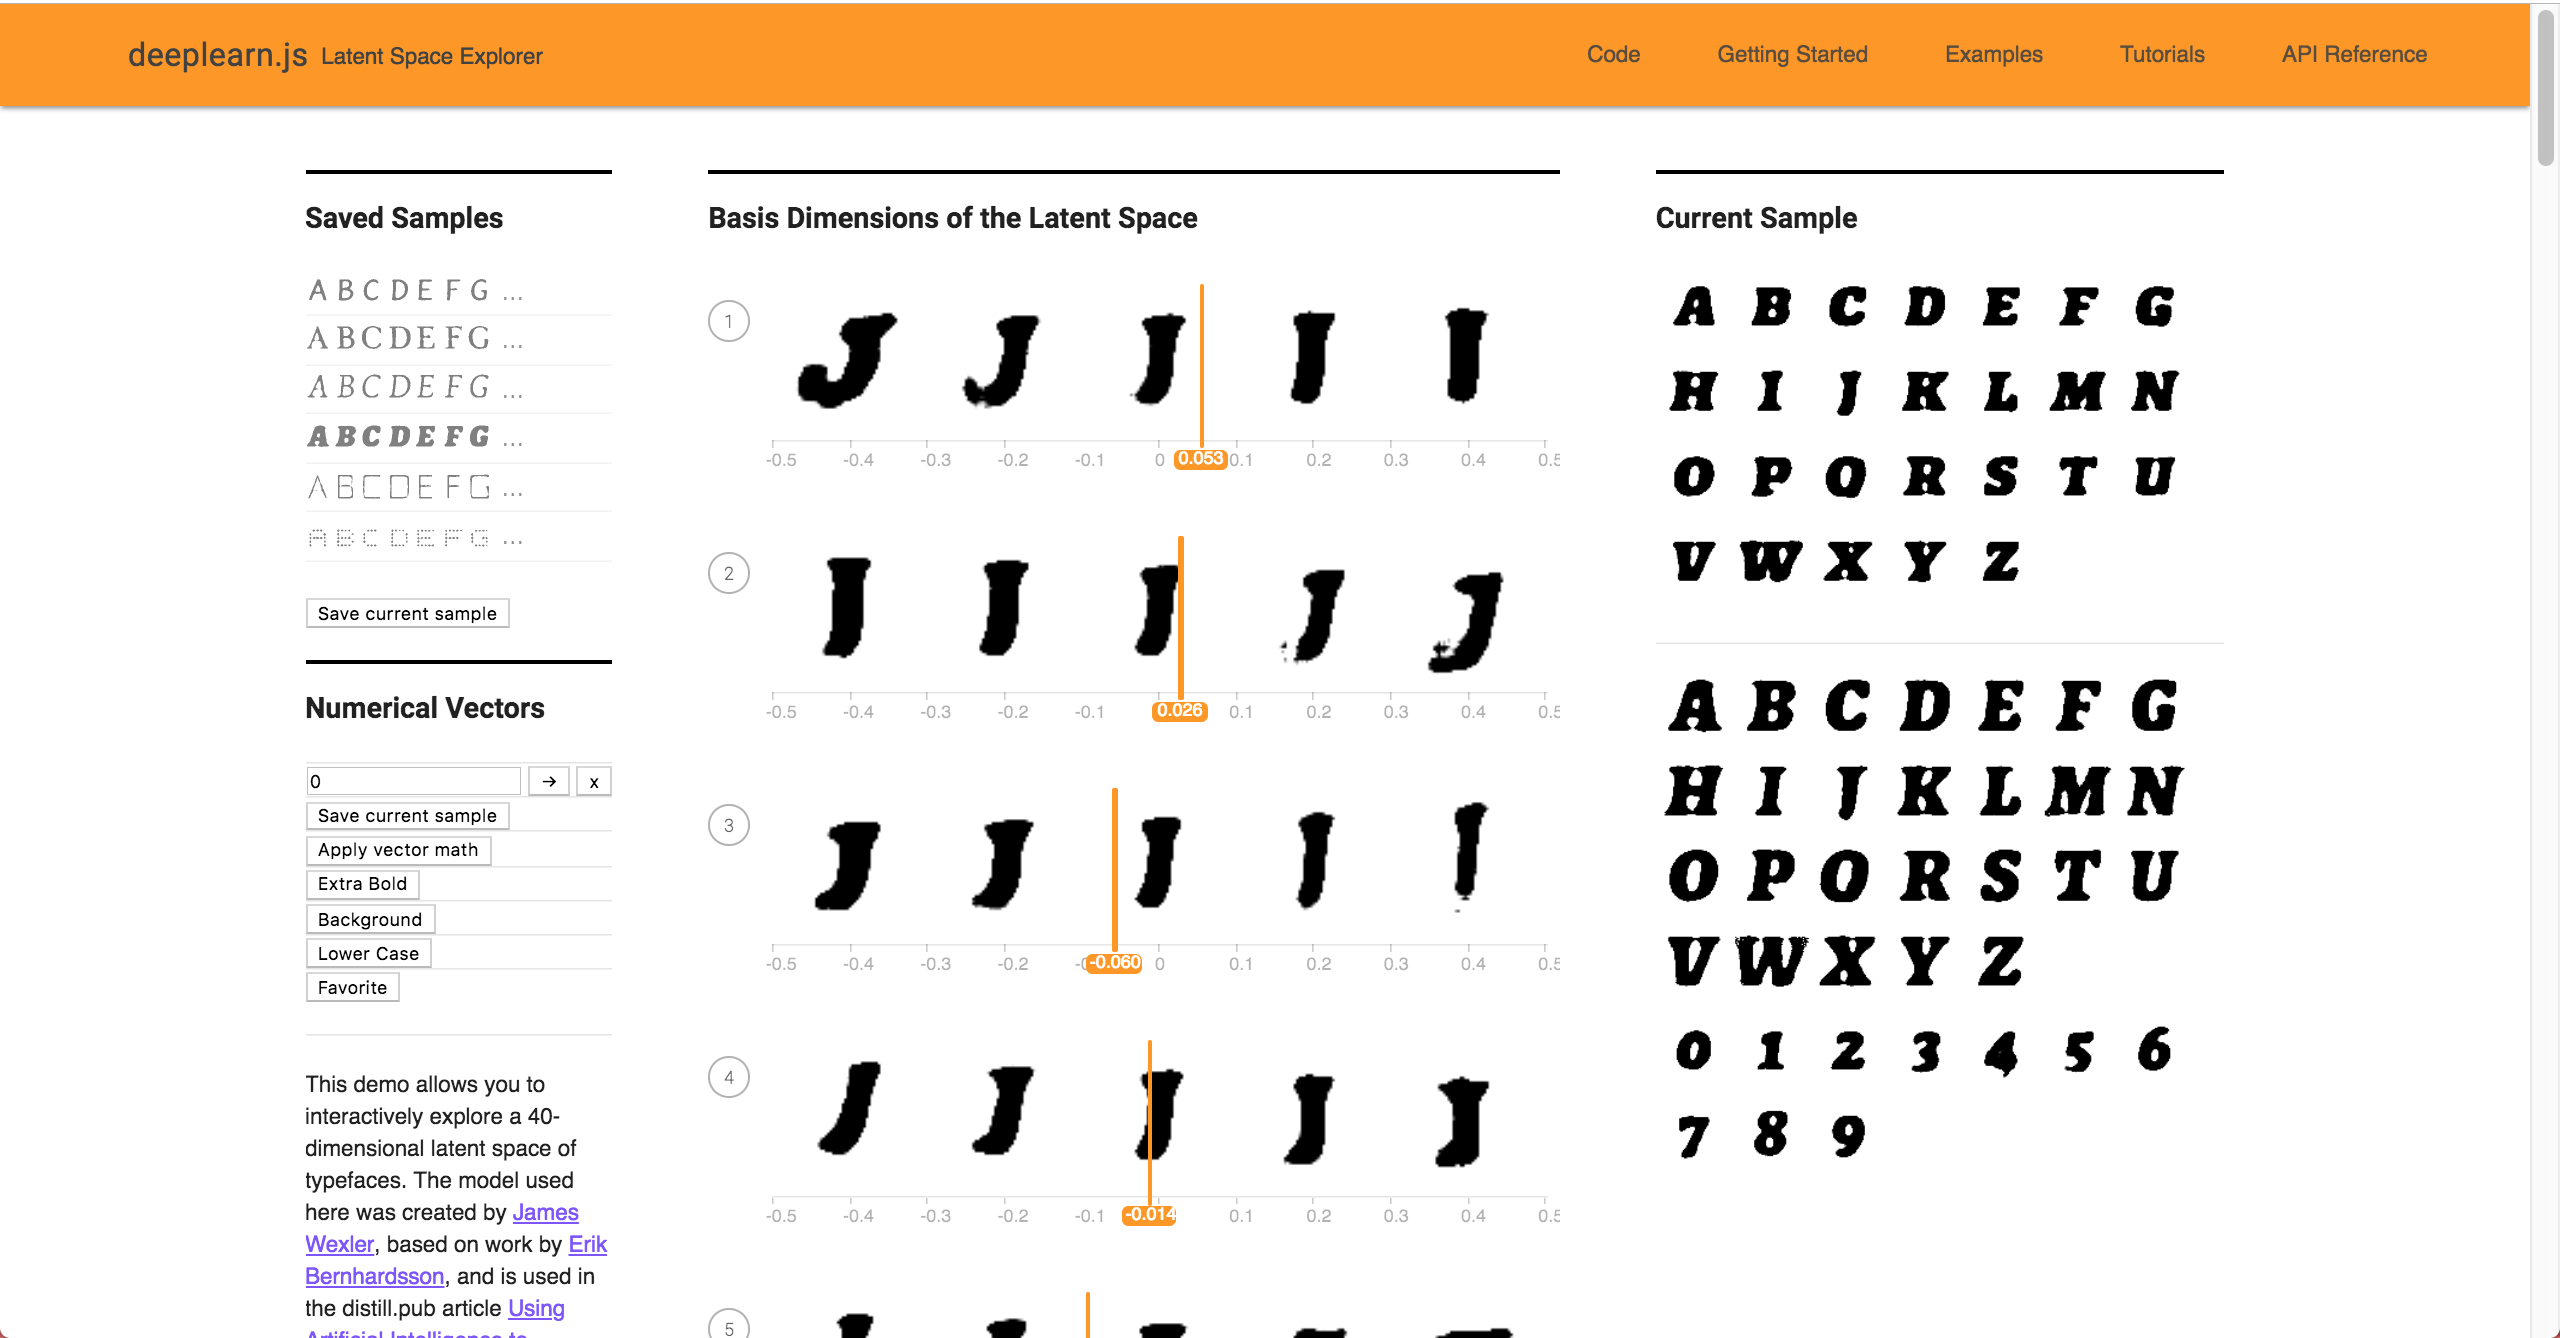 deeplearn.js Latent Space Explorer
Code Getting Started Examples Tutorials API Reference
Saved Samples
A B C D E F G ...
A B C D E F G ...
A B C D E F G ...
A B C D E F G ...
A B C D E F G ...
A B C D E F G ...
Save current sample
Numerical Vectors
0 → x
Save current sample
Apply vector math
Extra Bold
Background
Lower Case
Favorite
This demo allows you to
interactively explore a 40-
dimensional latent space of
typefaces. The model used
here was created by James
Wexler, based on work by Erik
Bernhardsson, and is used in
the distill.pub article Using
Artificial Intelligence to
Basis Dimensions of the Latent Space
1
J J J J J
-0.5 -0.4 -0.3 -0.2 -0.1 0 0.053 0.1 0.2 0.3 0.4 0.5
2
J J J J J
-0.5 -0.4 -0.3 -0.2 -0.1 0.026 0.1 0.2 0.3 0.4 0.5
3
J J J J J
-0.5 -0.4 -0.3 -0.2 -0.060 0 0.1 0.2 0.3 0.4 0.5
4
J J J J J
-0.5 -0.4 -0.3 -0.2 -0.1 -0.014 0.1 0.2 0.3 0.4 0.5
5
Current Sample
A B C D E F G
H I J K L M N
O P Q R S T U
V W X Y Z
A B C D E F G
H I J K L M N
O P Q R S T U
V W X Y Z
0 1 2 3 4 5 6
7 8 9